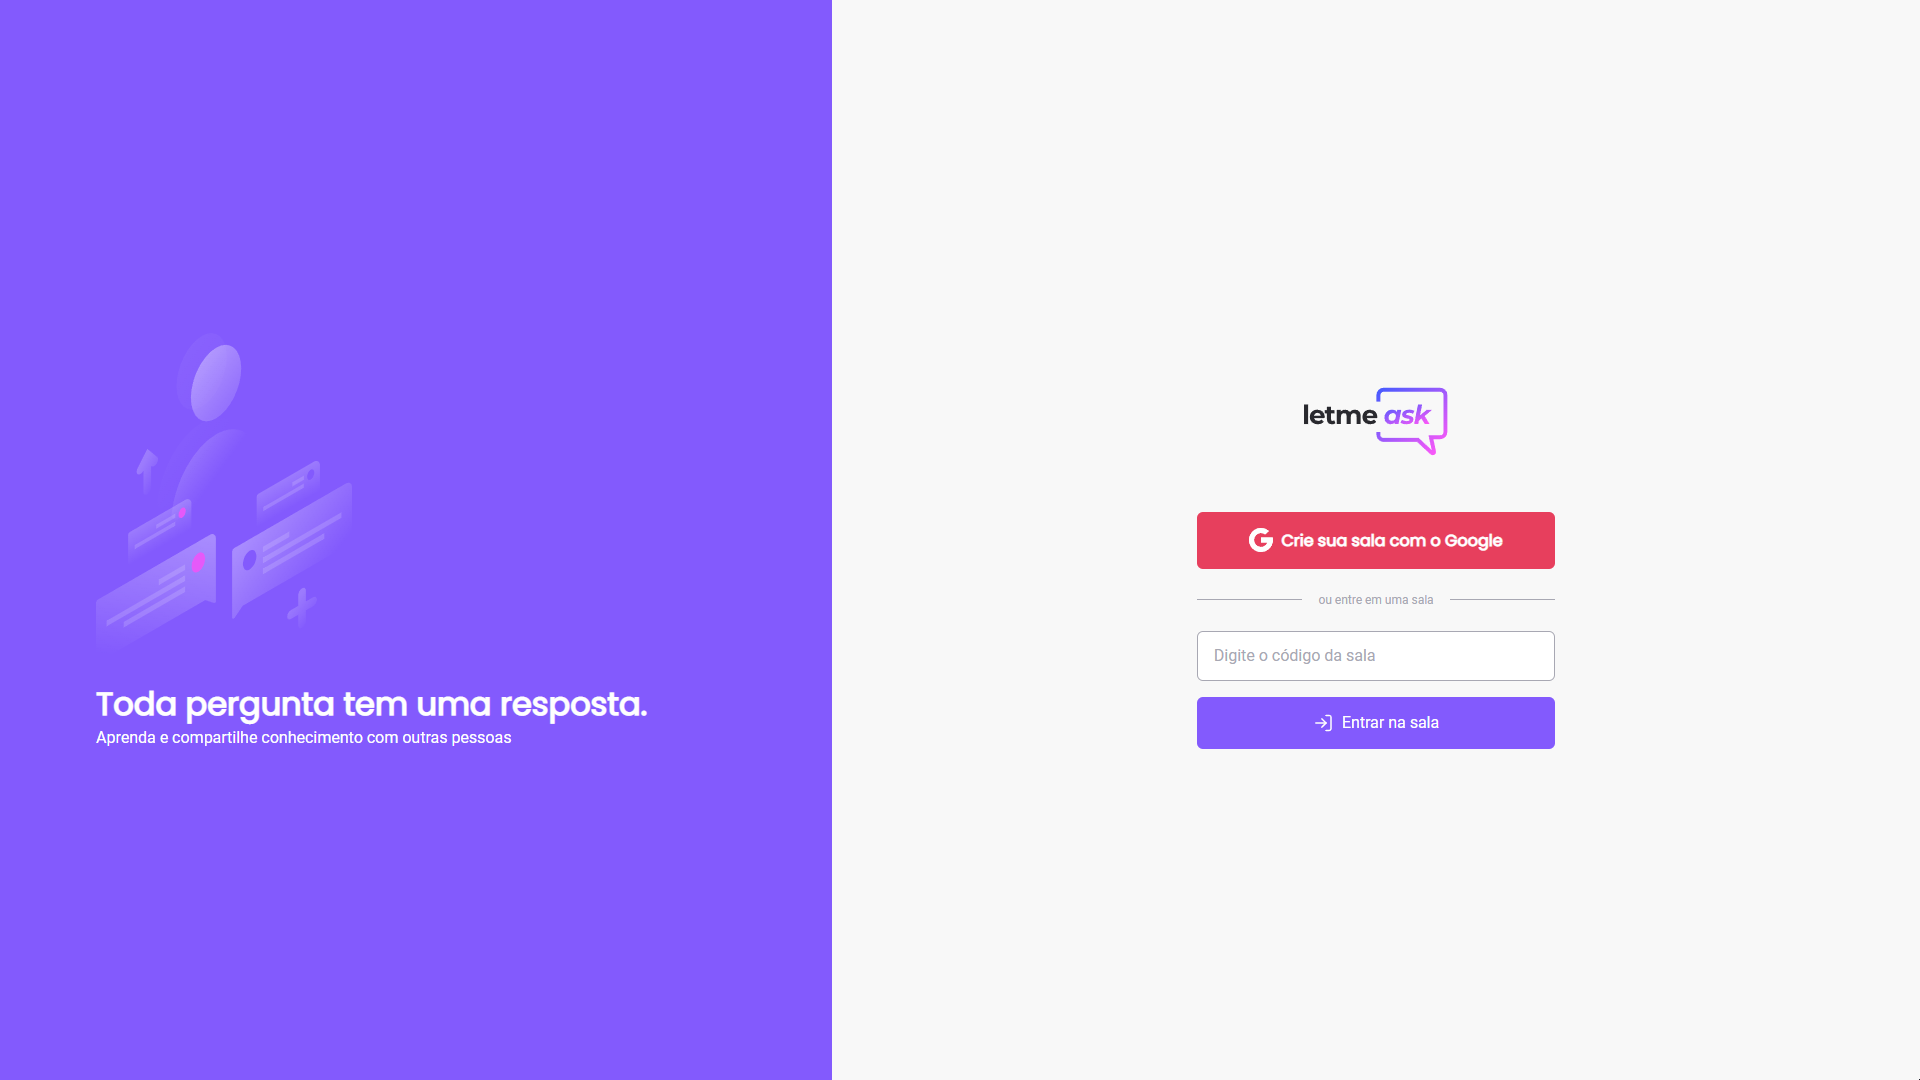 Toda pergunta tem uma resposta.
Aprenda e compartilhe conhecimento com outras pessoas
letme ask
Crie sua sala com o Google
ou entre em uma sala
Digite o código da sala
Entrar na sala